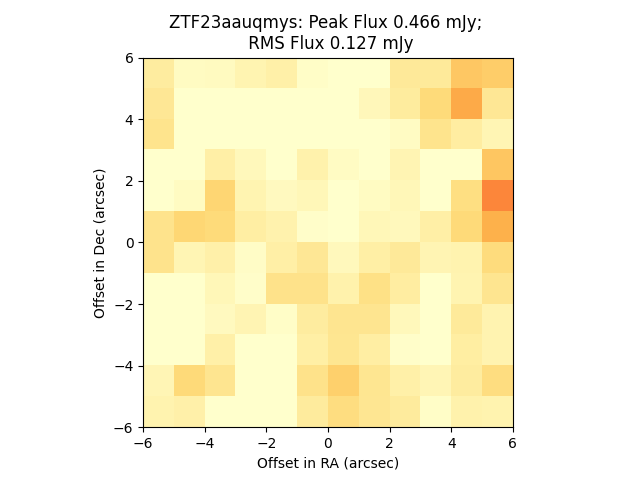 ZTF23aauqmys: Peak Flux 0.466 mJy;
RMS Flux 0.127 mJy
6
4
2
0
−2
−4
−6
Offset in Dec (arcsec)
−6 −4 −2 0 2 4 6
Offset in RA (arcsec)